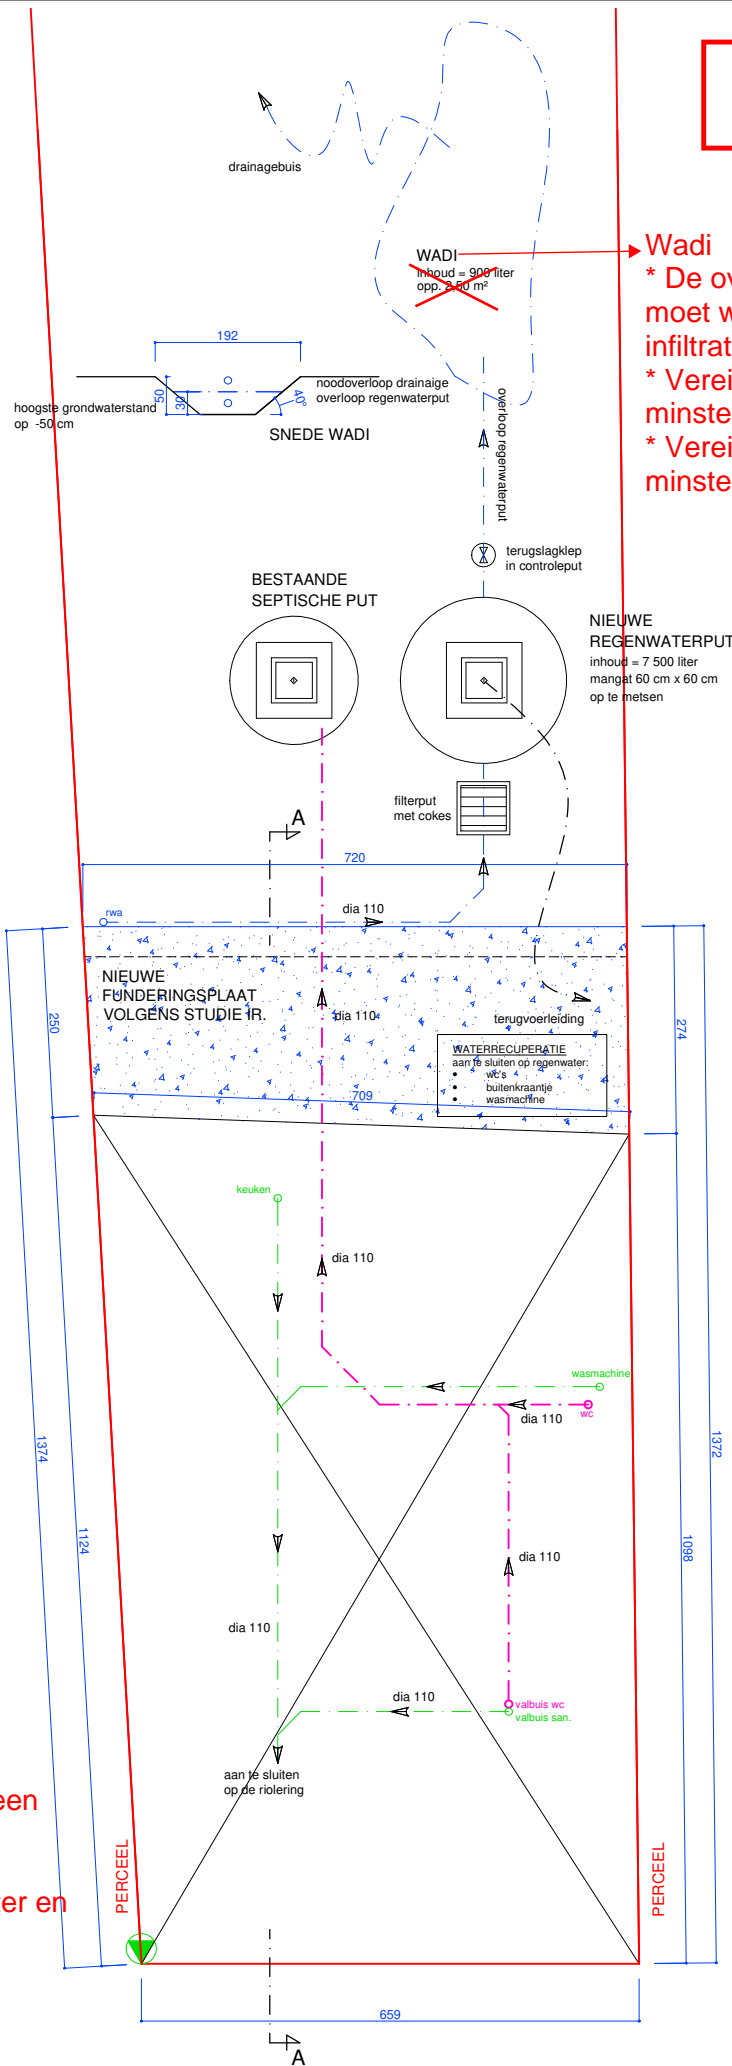 drainagebuis
WADI
inhoud = 900 liter
opp. 2,50 m²
Wadi
* De ov
moet w
infiltrat
* Verei
minste
* Verei
minste
192
50
30
40°
noodoverloop drainaige
overloop regenwaterput
hoogste grondwaterstand
op -50 cm
SNEDE WADI
overloop regenwaterput
terugslagklep
in controleput
BESTAANDE
SEPTISCHE PUT
NIEUWE
REGENWATERPUT
inhoud = 7 500 liter
mangat 60 cm x 60 cm
op te metsen
filterput
met cokes
A
720
rwa
dia 110
NIEUWE
FUNDERINGSPLAAT
VOLGENS STUDIE IR.
dia 110
terugvoerleiding
250
274
WATERRECUPERATIE
aan te sluiten op regenwater:
• wc's
• buitenkraantje
• wasmachine
709
keuken
dia 110
wasmachine
wc
dia 110
1374
1372
1124
1098
dia 110
dia 110
dia 110
valbuis wc
valbuis san.
aan te sluiten
op de riolering
een
ter en
PERCEEL
PERCEEL
659
A